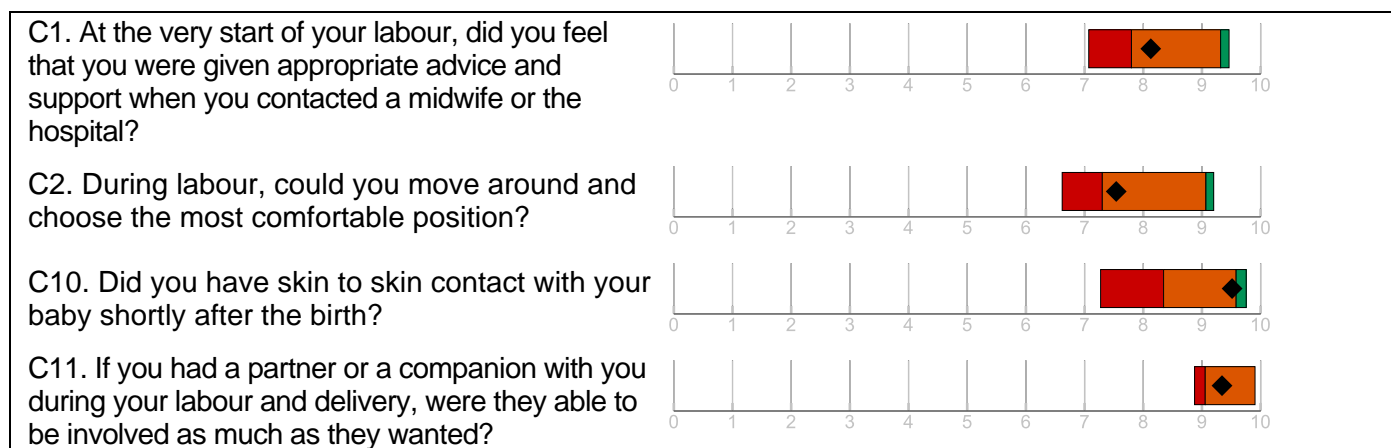 C1. At the very start of your labour, did you feel
that you were given appropriate advice and
support when you contacted a midwife or the
hospital?
0 1 2 3 4 5 6 7 8 9 10
C2. During labour, could you move around and
choose the most comfortable position?
0 1 2 3 4 5 6 7 8 9 10
C10. Did you have skin to skin contact with your
baby shortly after the birth?
0 1 2 3 4 5 6 7 8 9 10
C11. If you had a partner or a companion with you
during your labour and delivery, were they able to
be involved as much as they wanted?
0 1 2 3 4 5 6 7 8 9 10